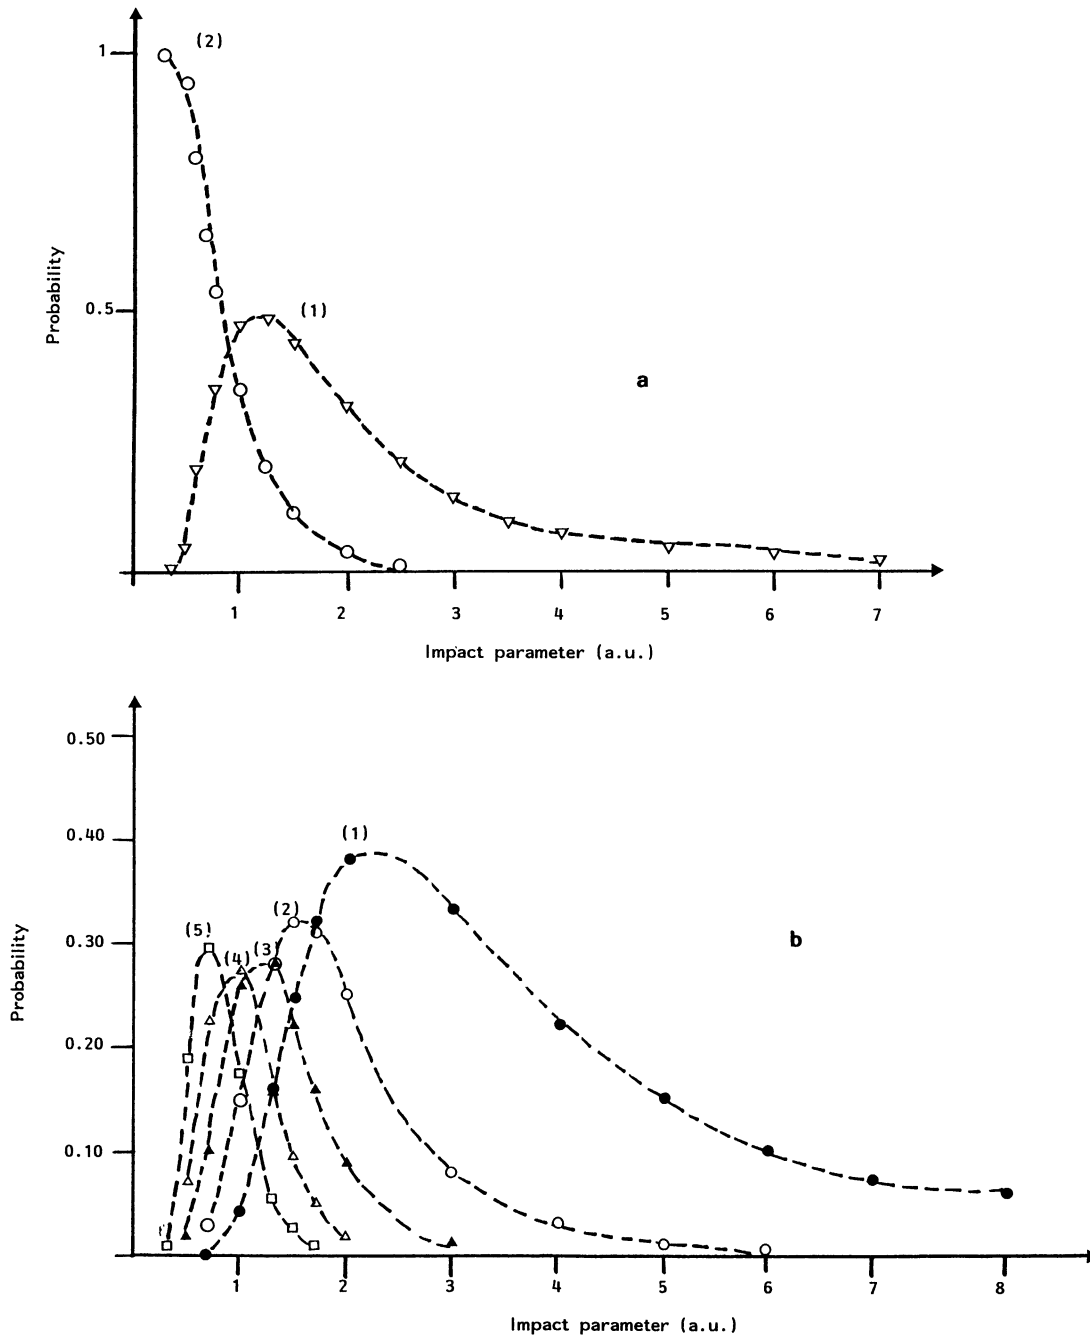 (2)
1
(1)
0.5
Probability
a
1 2 3 4 5 6 7
Impact parameter (a.u.)
0.50
0.40
(1)
(2)
(5)
(3)
(4)
0.30
b
Probability
0.20
0.10
1 2 3 4 5 6 7 8
Impact parameter (a.u.)